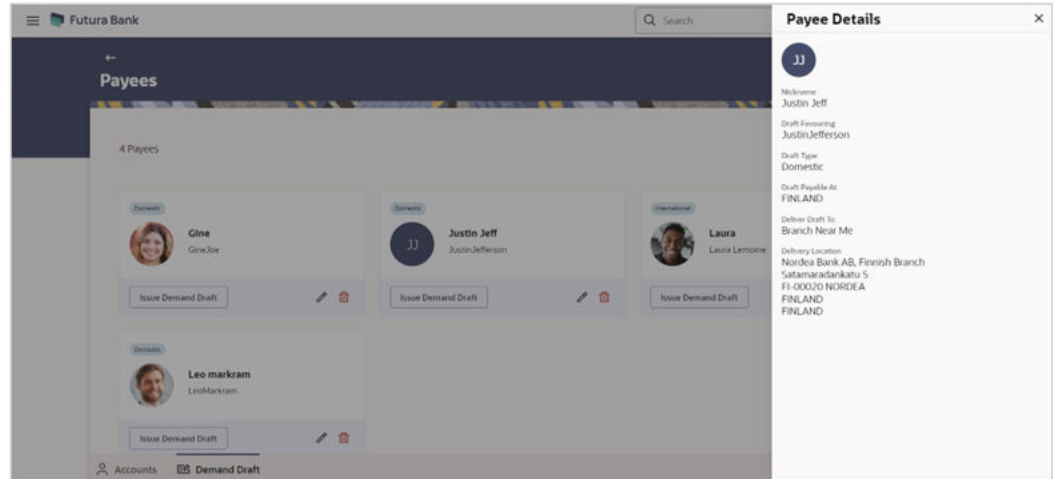 Futura Bank
Search
←
Payees
4 Payees
Domestic
Gine
GineJoe
Issue Demand Draft
Domestic
JJ
Justin Jeff
JustinJefferson
Issue Demand Draft
International
Laura
Laura Lemoine
Issue Demand Draft
Domestic
Leo markram
LeoMarkram
Issue Demand Draft
Accounts
Demand Draft
Payee Details
JJ
Nickname
Justin Jeff
Draft Favouring
JustinJefferson
Draft Type
Domestic
Draft Payable At
FINLAND
Deliver Draft To
Branch Near Me
Delivery Location
Nordea Bank AB, Finnish Branch
Satamaradankatu 5
FI-00020 NORDEA
FINLAND
FINLAND